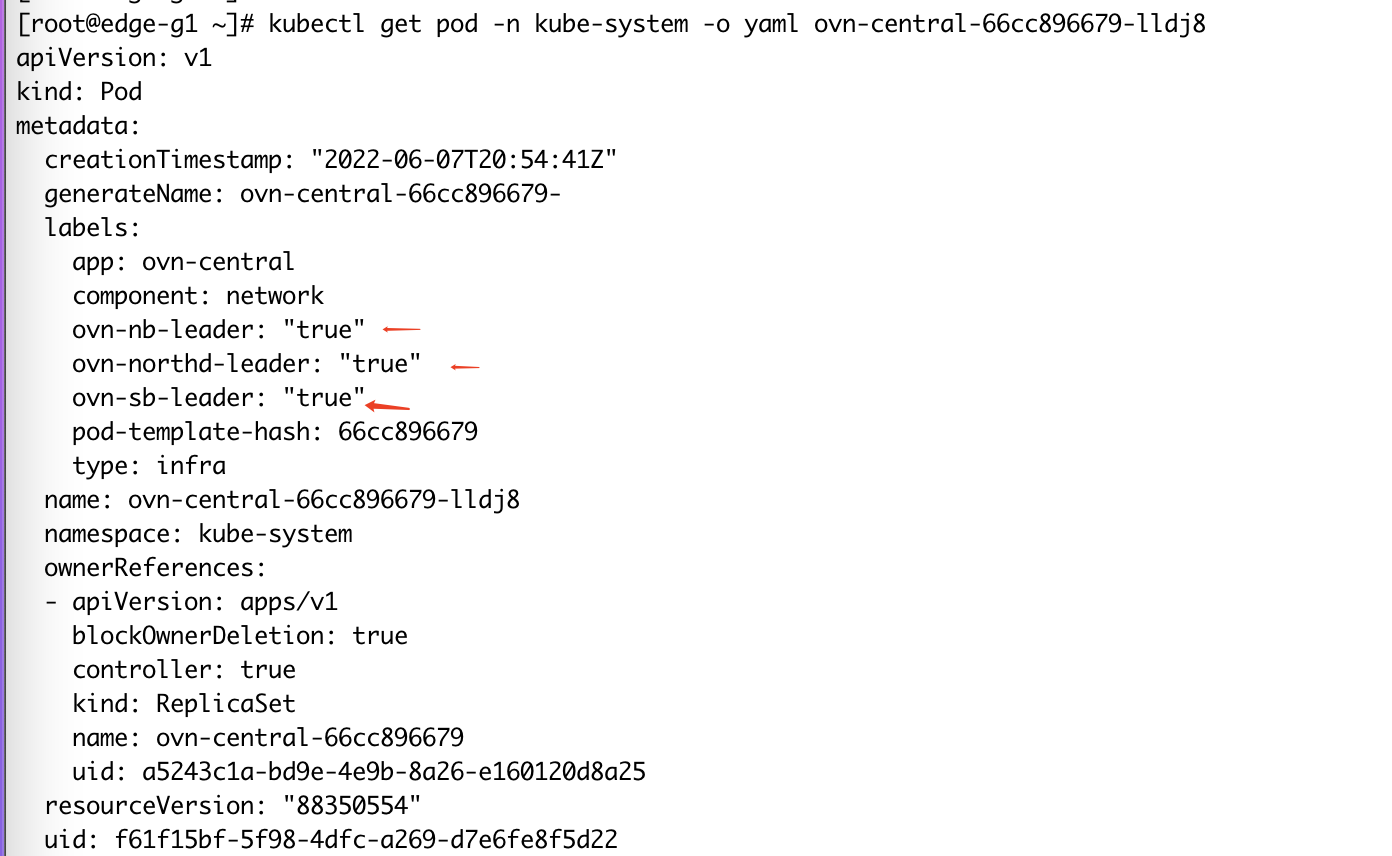 [root@edge-g1 ~]# kubectl get pod -n kube-system -o yaml ovn-central-66cc896679-lldj8
apiVersion: v1
kind: Pod
metadata:
  creationTimestamp: "2022-06-07T20:54:41Z"
  generateName: ovn-central-66cc896679-
  labels:
    app: ovn-central
    component: network
    ovn-nb-leader: "true"
    ovn-northd-leader: "true"
    ovn-sb-leader: "true"
    pod-template-hash: 66cc896679
    type: infra
  name: ovn-central-66cc896679-lldj8
  namespace: kube-system
  ownerReferences:
  - apiVersion: apps/v1
    blockOwnerDeletion: true
    controller: true
    kind: ReplicaSet
    name: ovn-central-66cc896679
    uid: a5243c1a-bd9e-4e9b-8a26-e160120d8a25
  resourceVersion: "88350554"
  uid: f61f15bf-5f98-4dfc-a269-d7e6fe8f5d22